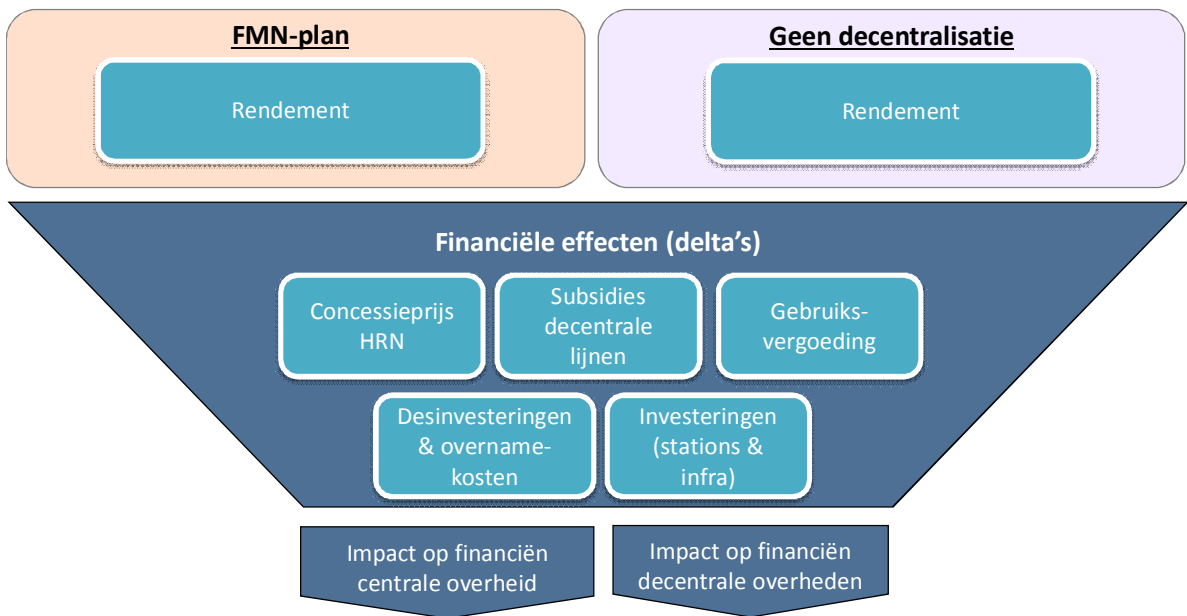 FMN-plan
Rendement
Geen decentralisatie
Rendement
Financiële effecten (delta’s)
Concessieprijs
HRN
Subsidies
decentrale
lijnen
Gebruiks-
vergoeding
Desinvesteringen
& overname-
kosten
Investeringen
(stations &
infra)
Impact op financiën
centrale overheid
Impact op financiën
decentrale overheden